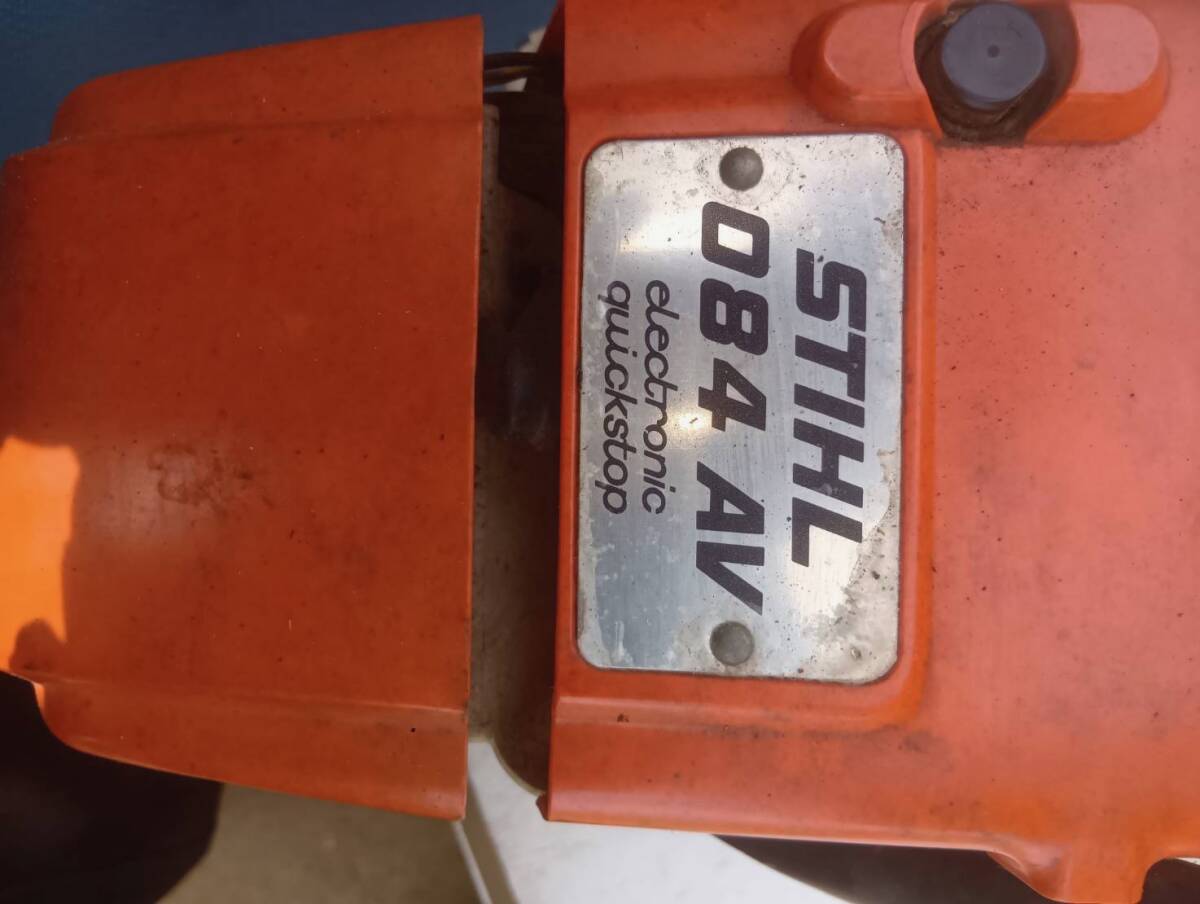 STIHL
084 AV
electronic
quickstop